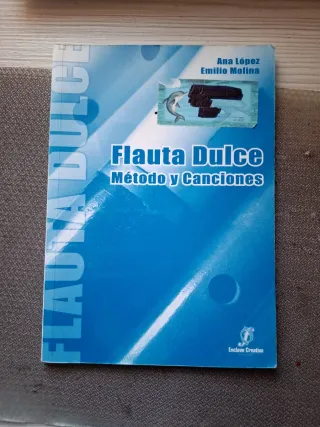 Ana López
Emilio Molina
Flauta Dulce
Método y Canciones
FLAUTA DULCE
Enclave Creativa